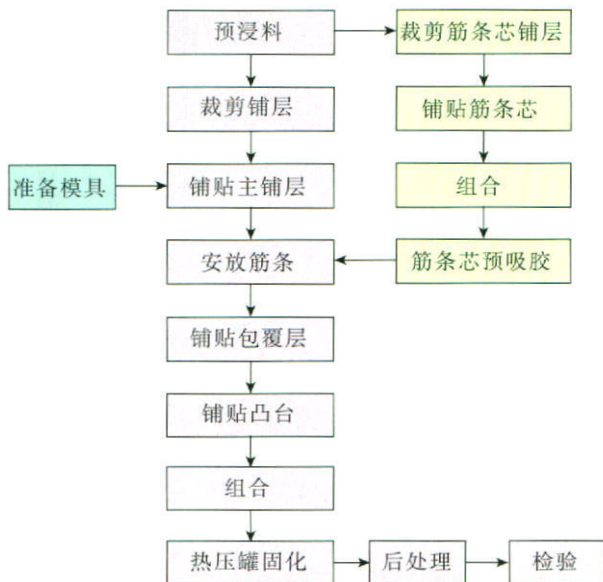 预浸料
裁剪筋条芯铺层
裁剪铺层
铺贴筋条芯
准备模具
铺贴主铺层
组合
安放筋条
筋条芯预吸胶
铺贴包覆层
铺贴凸台
组合
热压罐固化
后处理
检验